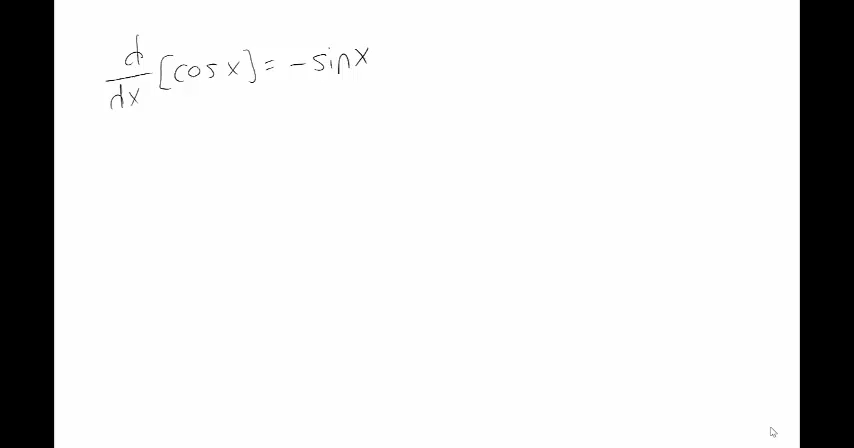 d/dx [cos x] = - sin x